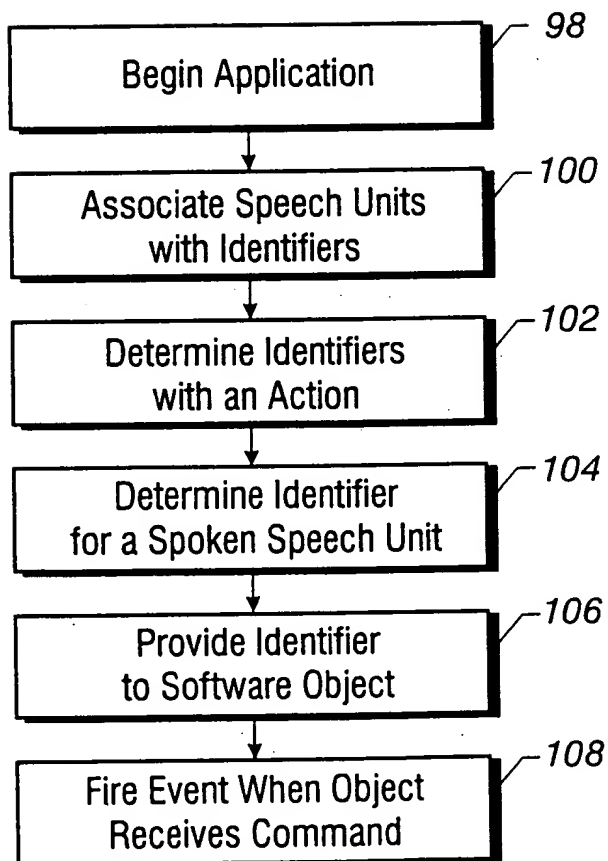 98
Begin Application
100
Associate Speech Units
with Identifiers
102
Determine Identifiers
with an Action
104
Determine Identifier
for a Spoken Speech Unit
106
Provide Identifier
to Software Object
108
Fire Event When Object
Receives Command